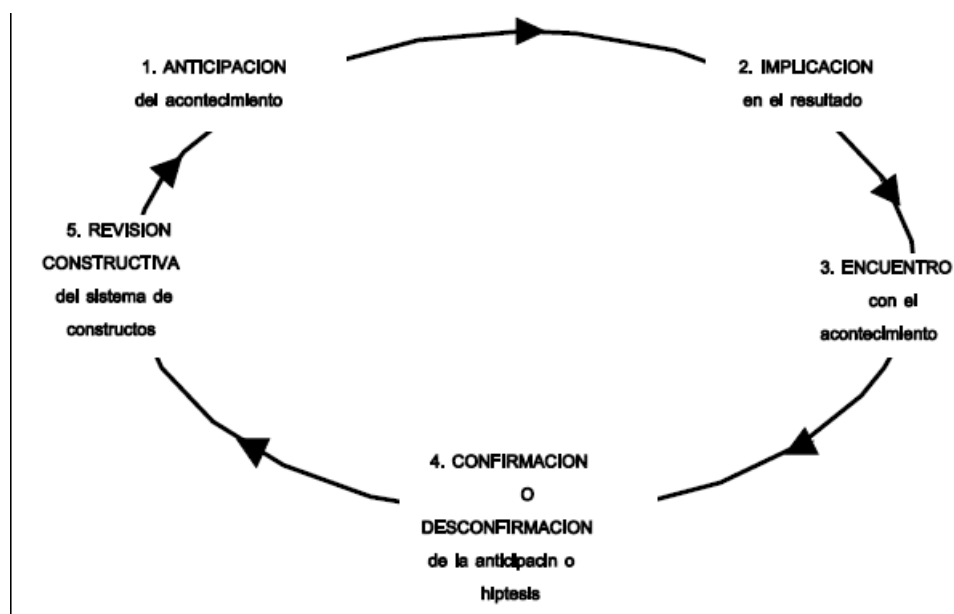 1. ANTICIPACION
del acontecimiento
2. IMPLICACION
en el resultado
3. ENCUENTRO
con el
acontecimiento
4. CONFIRMACION
O
DESCONFIRMACION
de la anticipacin o
hiptesis
5. REVISION
CONSTRUCTIVA
del sistema de
constructos